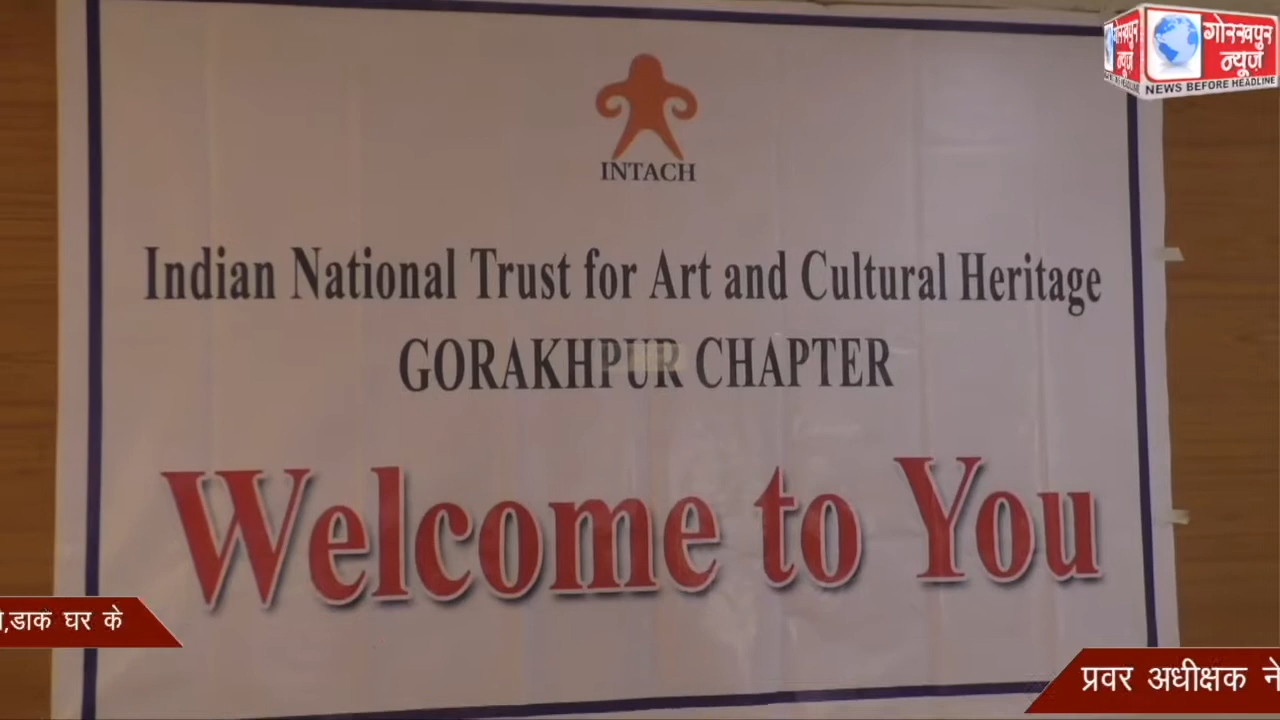 गोरखपुर
न्यूज़
NEWS BEFORE HEADLINE
गोरखपुर
न्यूज़
INTACH
Indian National Trust for Art and Cultural Heritage
GORAKHPUR CHAPTER
Welcome to You
डाक घर के
प्रवर अधीक्षक ने